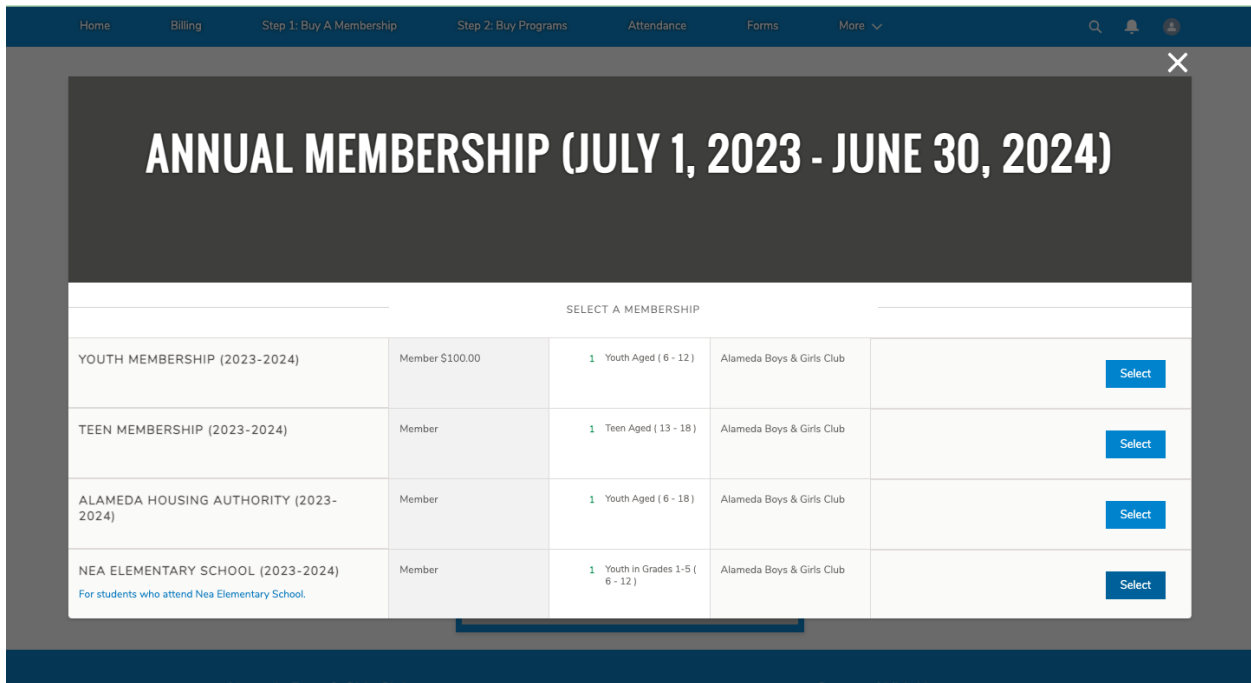 Home Billing Step 1: Buy A Membership Step 2: Buy Programs Attendance Forms More
ANNUAL MEMBERSHIP (JULY 1, 2023 - JUNE 30, 2024)
SELECT A MEMBERSHIP
YOUTH MEMBERSHIP (2023-2024) Member $100.00 1 Youth Aged ( 6 - 12 ) Alameda Boys & Girls Club
Select
TEEN MEMBERSHIP (2023-2024) Member 1 Teen Aged ( 13 - 18 ) Alameda Boys & Girls Club
Select
ALAMEDA HOUSING AUTHORITY (2023- Member 1 Youth Aged ( 6 - 18 ) Alameda Boys & Girls Club
2024)
Select
NEA ELEMENTARY SCHOOL (2023-2024) Member 1 Youth in Grades 1-5 ( Alameda Boys & Girls Club
6 - 12 )
For students who attend Nea Elementary School.
Select